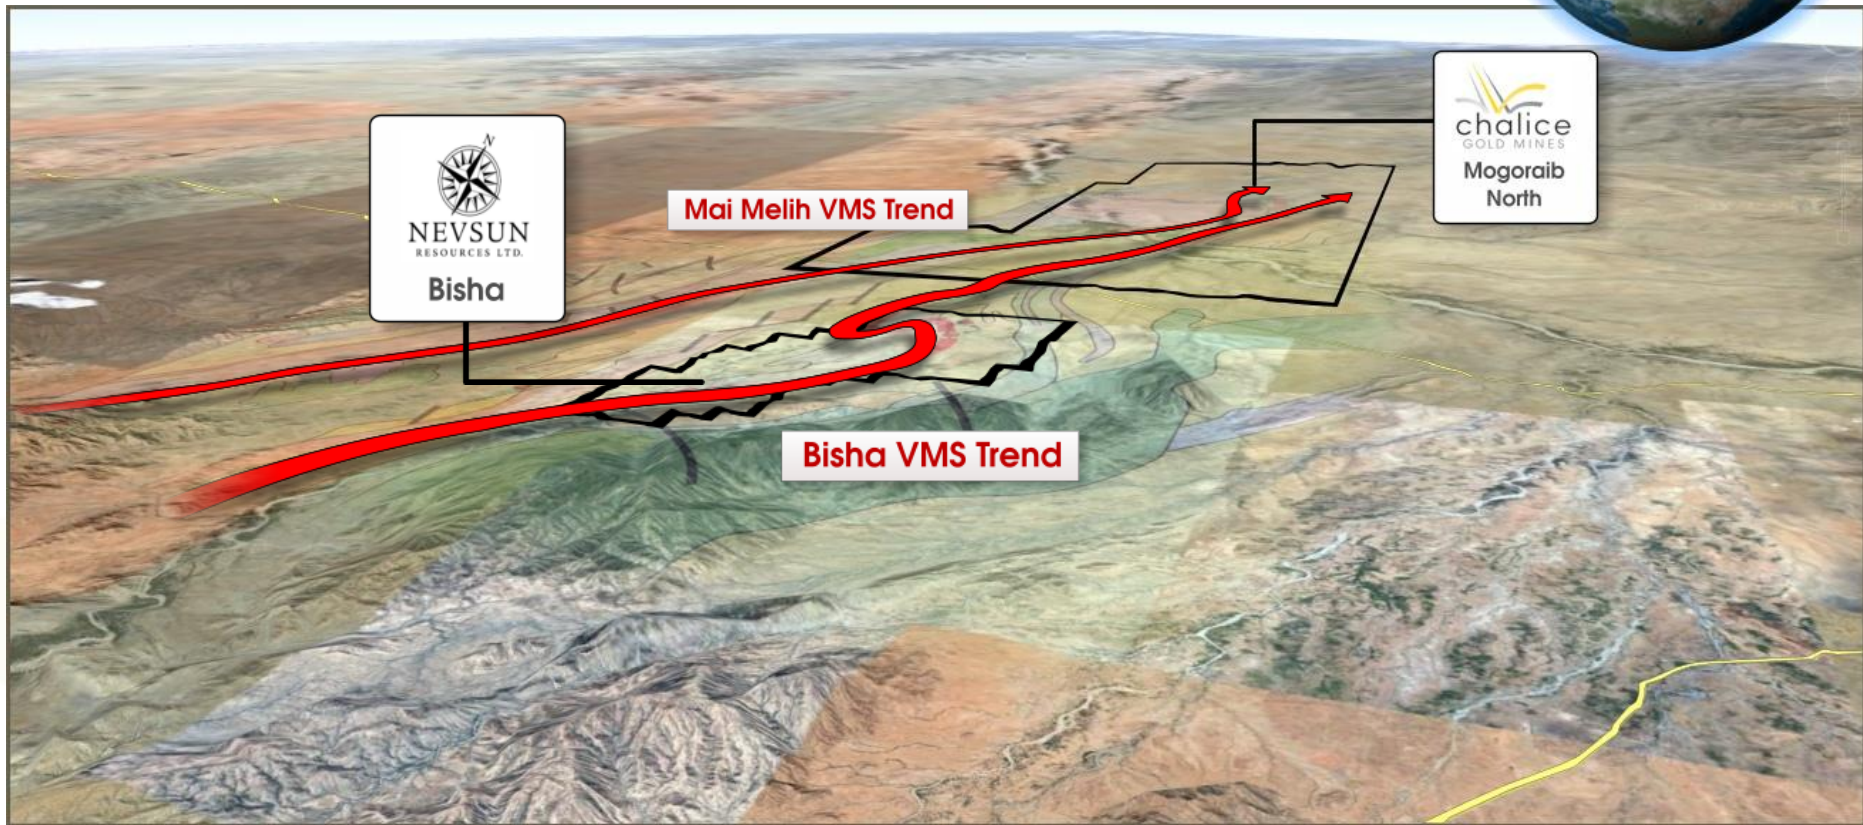 N
NEVSUN
RESOURCES LTD.
Bisha
Mai Melih VMS Trend
chalice
GOLD MINES
Mogoraib
North
Bisha VMS Trend